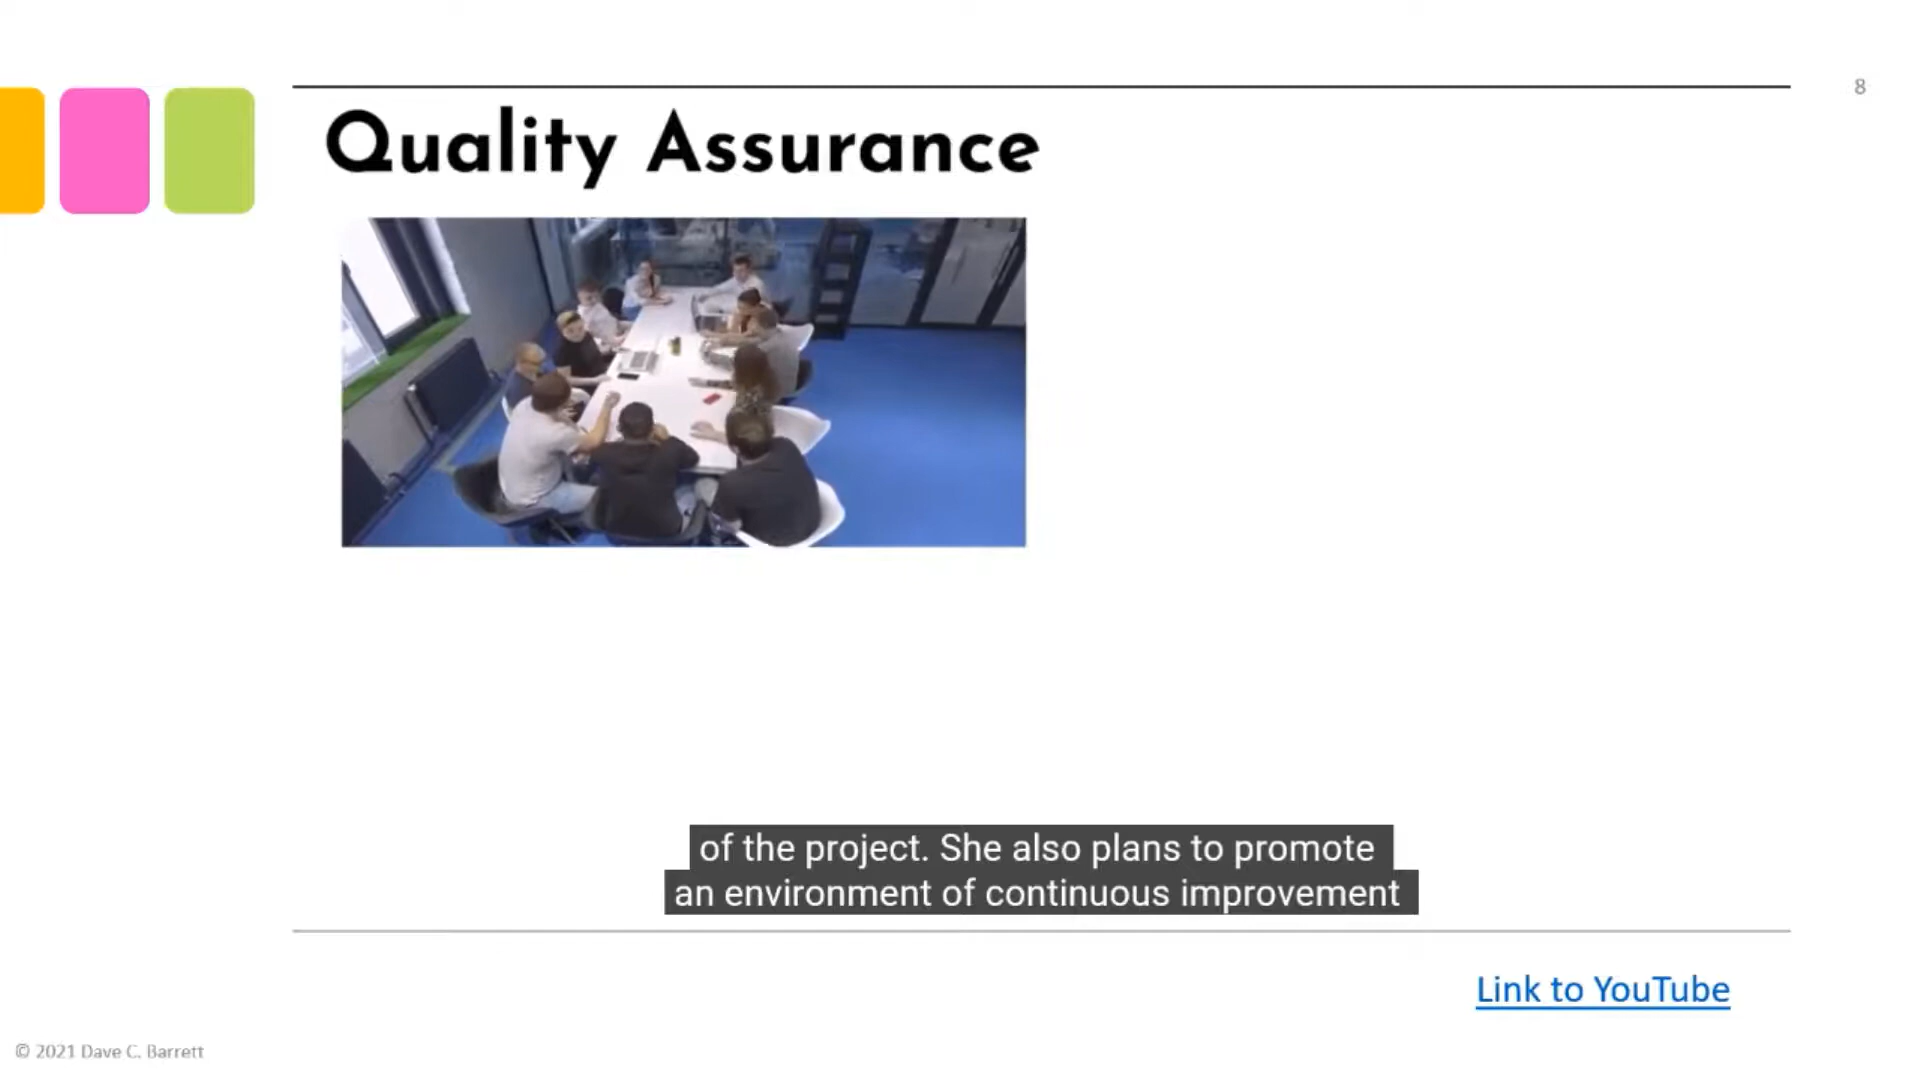 8
Quality Assurance
of the project. She also plans to promote
an environment of continuous improvement
Link to YouTube
© 2021 Dave C. Barrett